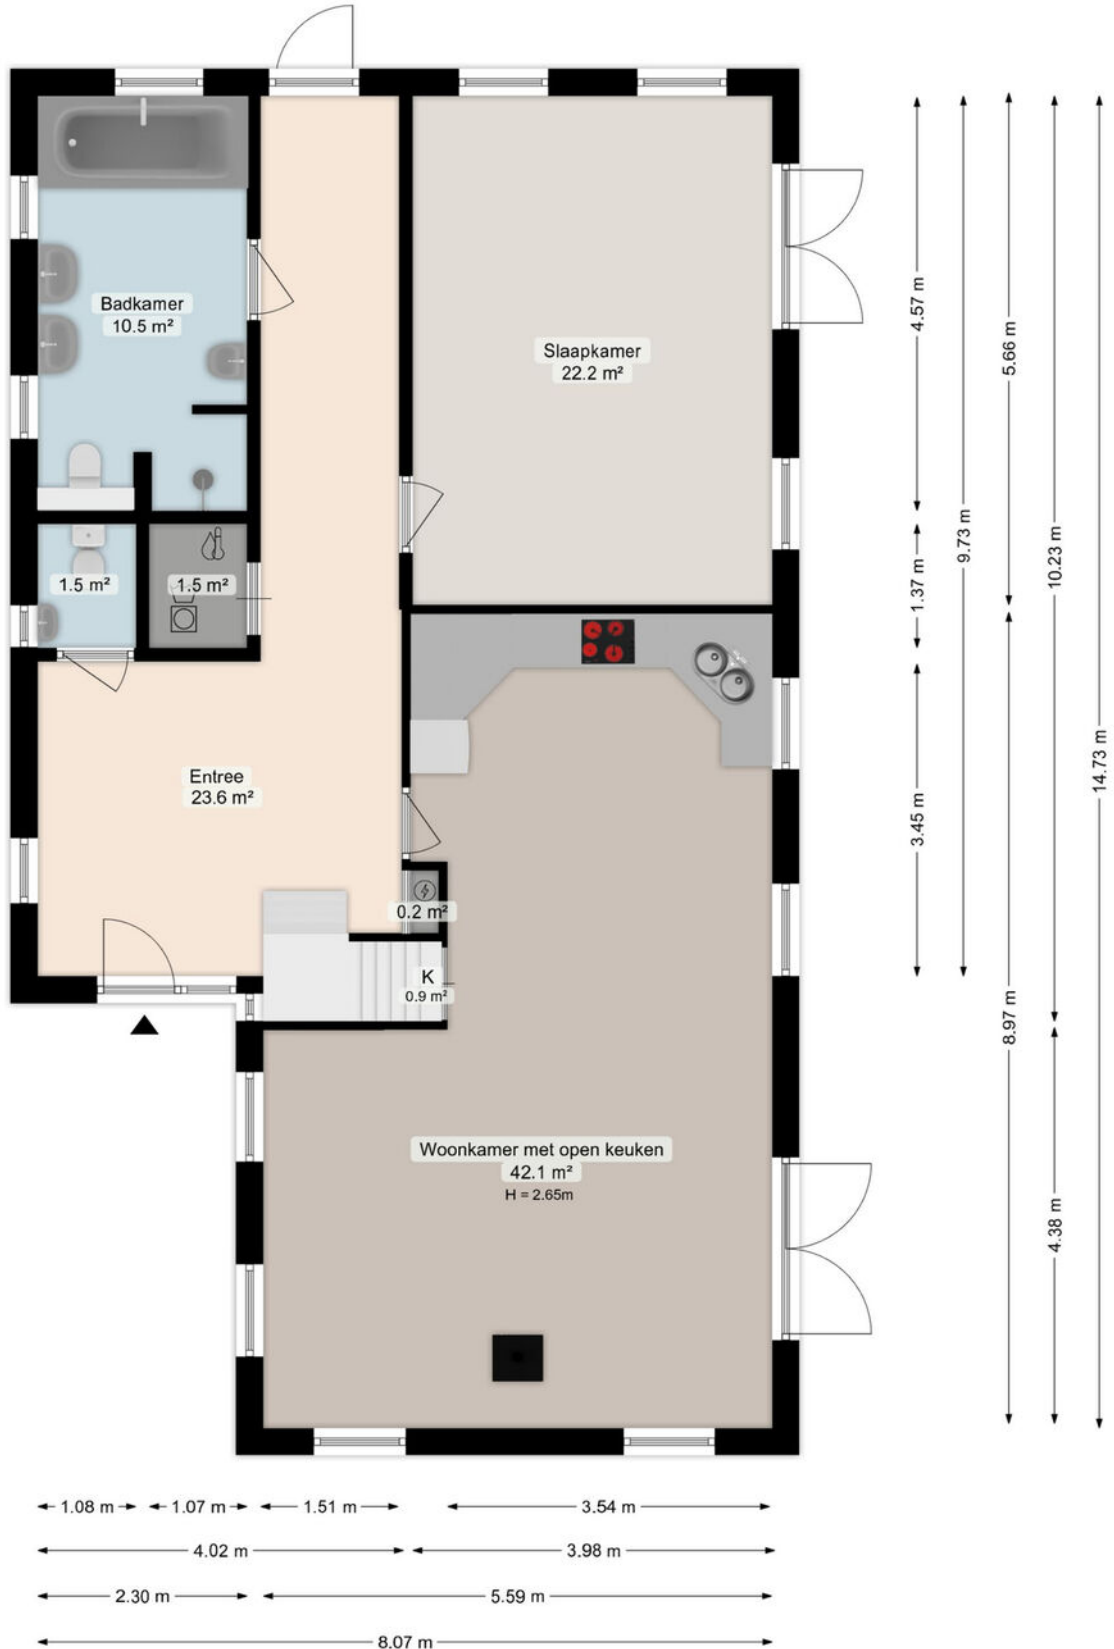 Badkamer
10.5 m²
Slaapkamer
22.2 m²
1.5 m²
1.5 m²
Entree
23.6 m²
0.2 m²
K
0.9 m²
Woonkamer met open keuken
42.1 m²
H = 2.65m
4.57 m
1.37 m
3.45 m
9.73 m
5.66 m
8.97 m
10.23 m
4.38 m
14.73 m
1.08 m
1.07 m
1.51 m
3.54 m
4.02 m
3.98 m
2.30 m
5.59 m
8.07 m